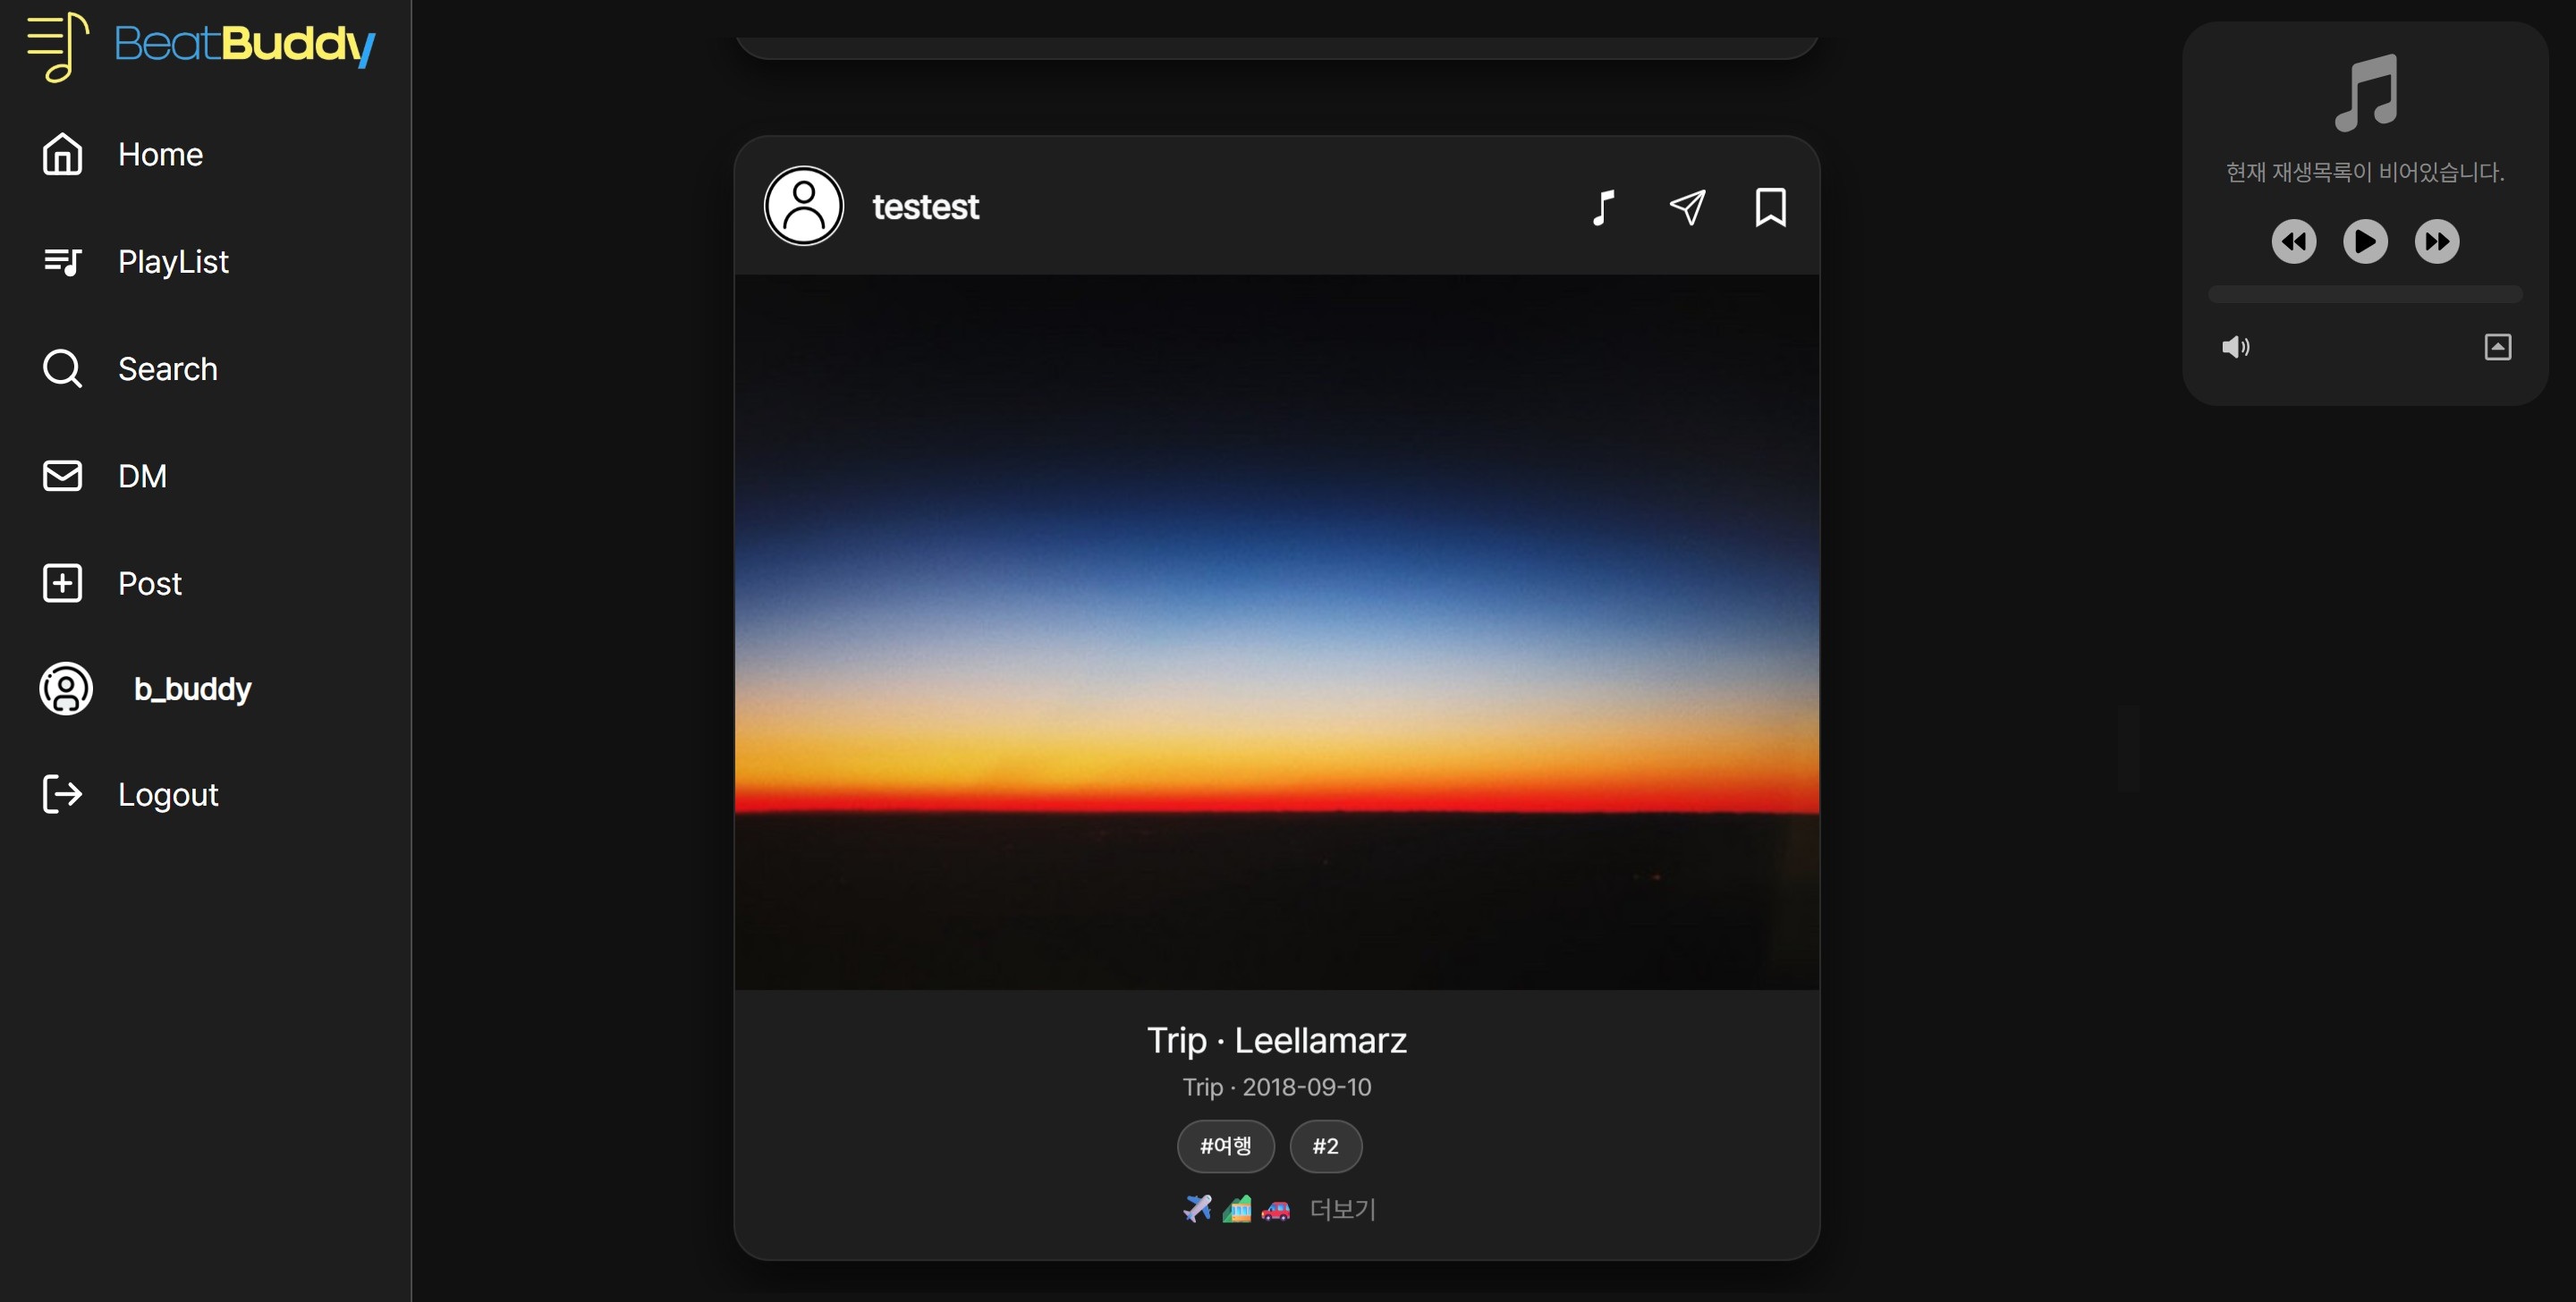 BeatBuddy
Home
PlayList
Search
DM
Post
b_buddy
Logout
testest
Trip · Leellamarz
Trip · 2018-09-10
#여행 #2
✈️ 🚞 🚗 더보기
현재 재생목록이 비어있습니다.